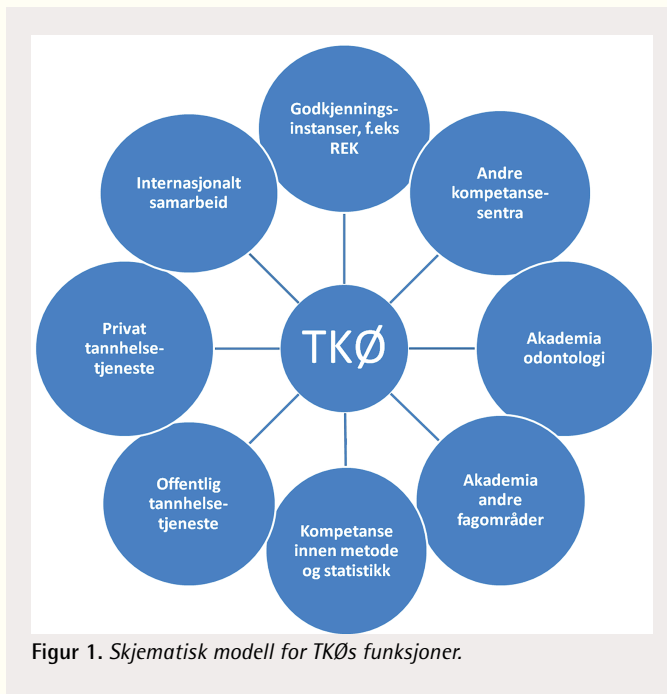 Godkjennings-
instanser, f.eks
REK
Andre
kompetanse-
sentra
Akademia
odontologi
Akademia
andre
fagområder
Kompetanse
innen metode
og statistikk
Offentlig
tannhelse-
tjeneste
Privat
tannhelse-
tjeneste
Internasjonalt
samarbeid
TKØ
Figur 1. Skjematisk modell for TKØs funksjoner.